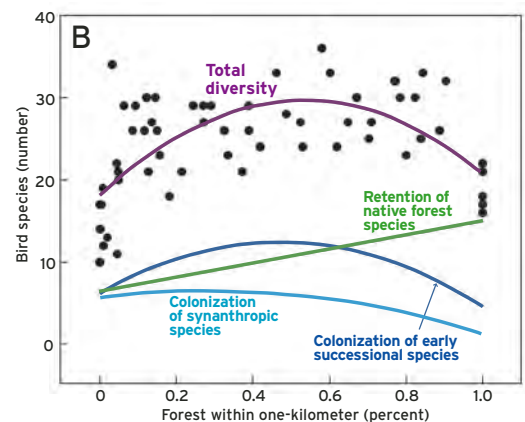 B
40
30
20
10
0
Bird species (number)
Total
diversity
Retention of
native forest
species
Colonization
of synanthropic
species
Colonization of early
successional species
0
0.2
0.4
0.6
0.8
1.0
Forest within one-kilometer (percent)